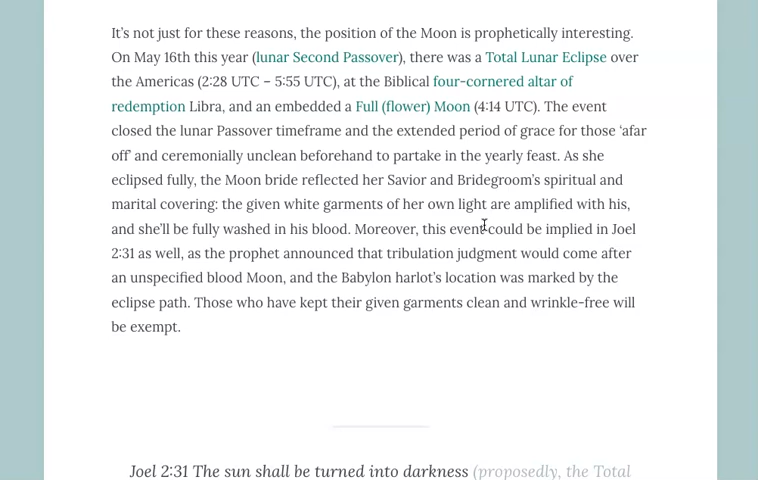 It's not just for these reasons, the position of the Moon is prophetically interesting.
On May 16th this year (lunar Second Passover), there was a Total Lunar Eclipse over
the Americas (2:28 UTC – 5:55 UTC), at the Biblical four-cornered altar of
redemption Libra, and an embedded a Full (flower) Moon (4:14 UTC). The event
closed the lunar Passover timeframe and the extended period of grace for those 'afar
off' and ceremonially unclean beforehand to partake in the yearly feast. As she
eclipsed fully, the Moon bride reflected her Savior and Bridegroom's spiritual and
marital covering: the given white garments of her own light are amplified with his,
and she'll be fully washed in his blood. Moreover, this event could be implied in Joel
2:31 as well, as the prophet announced that tribulation judgment would come after
an unspecified blood Moon, and the Babylon harlot's location was marked by the
eclipse path. Those who have kept their given garments clean and wrinkle-free will
be exempt.
Joel 2:31 The sun shall be turned into darkness (proposedly, the Total